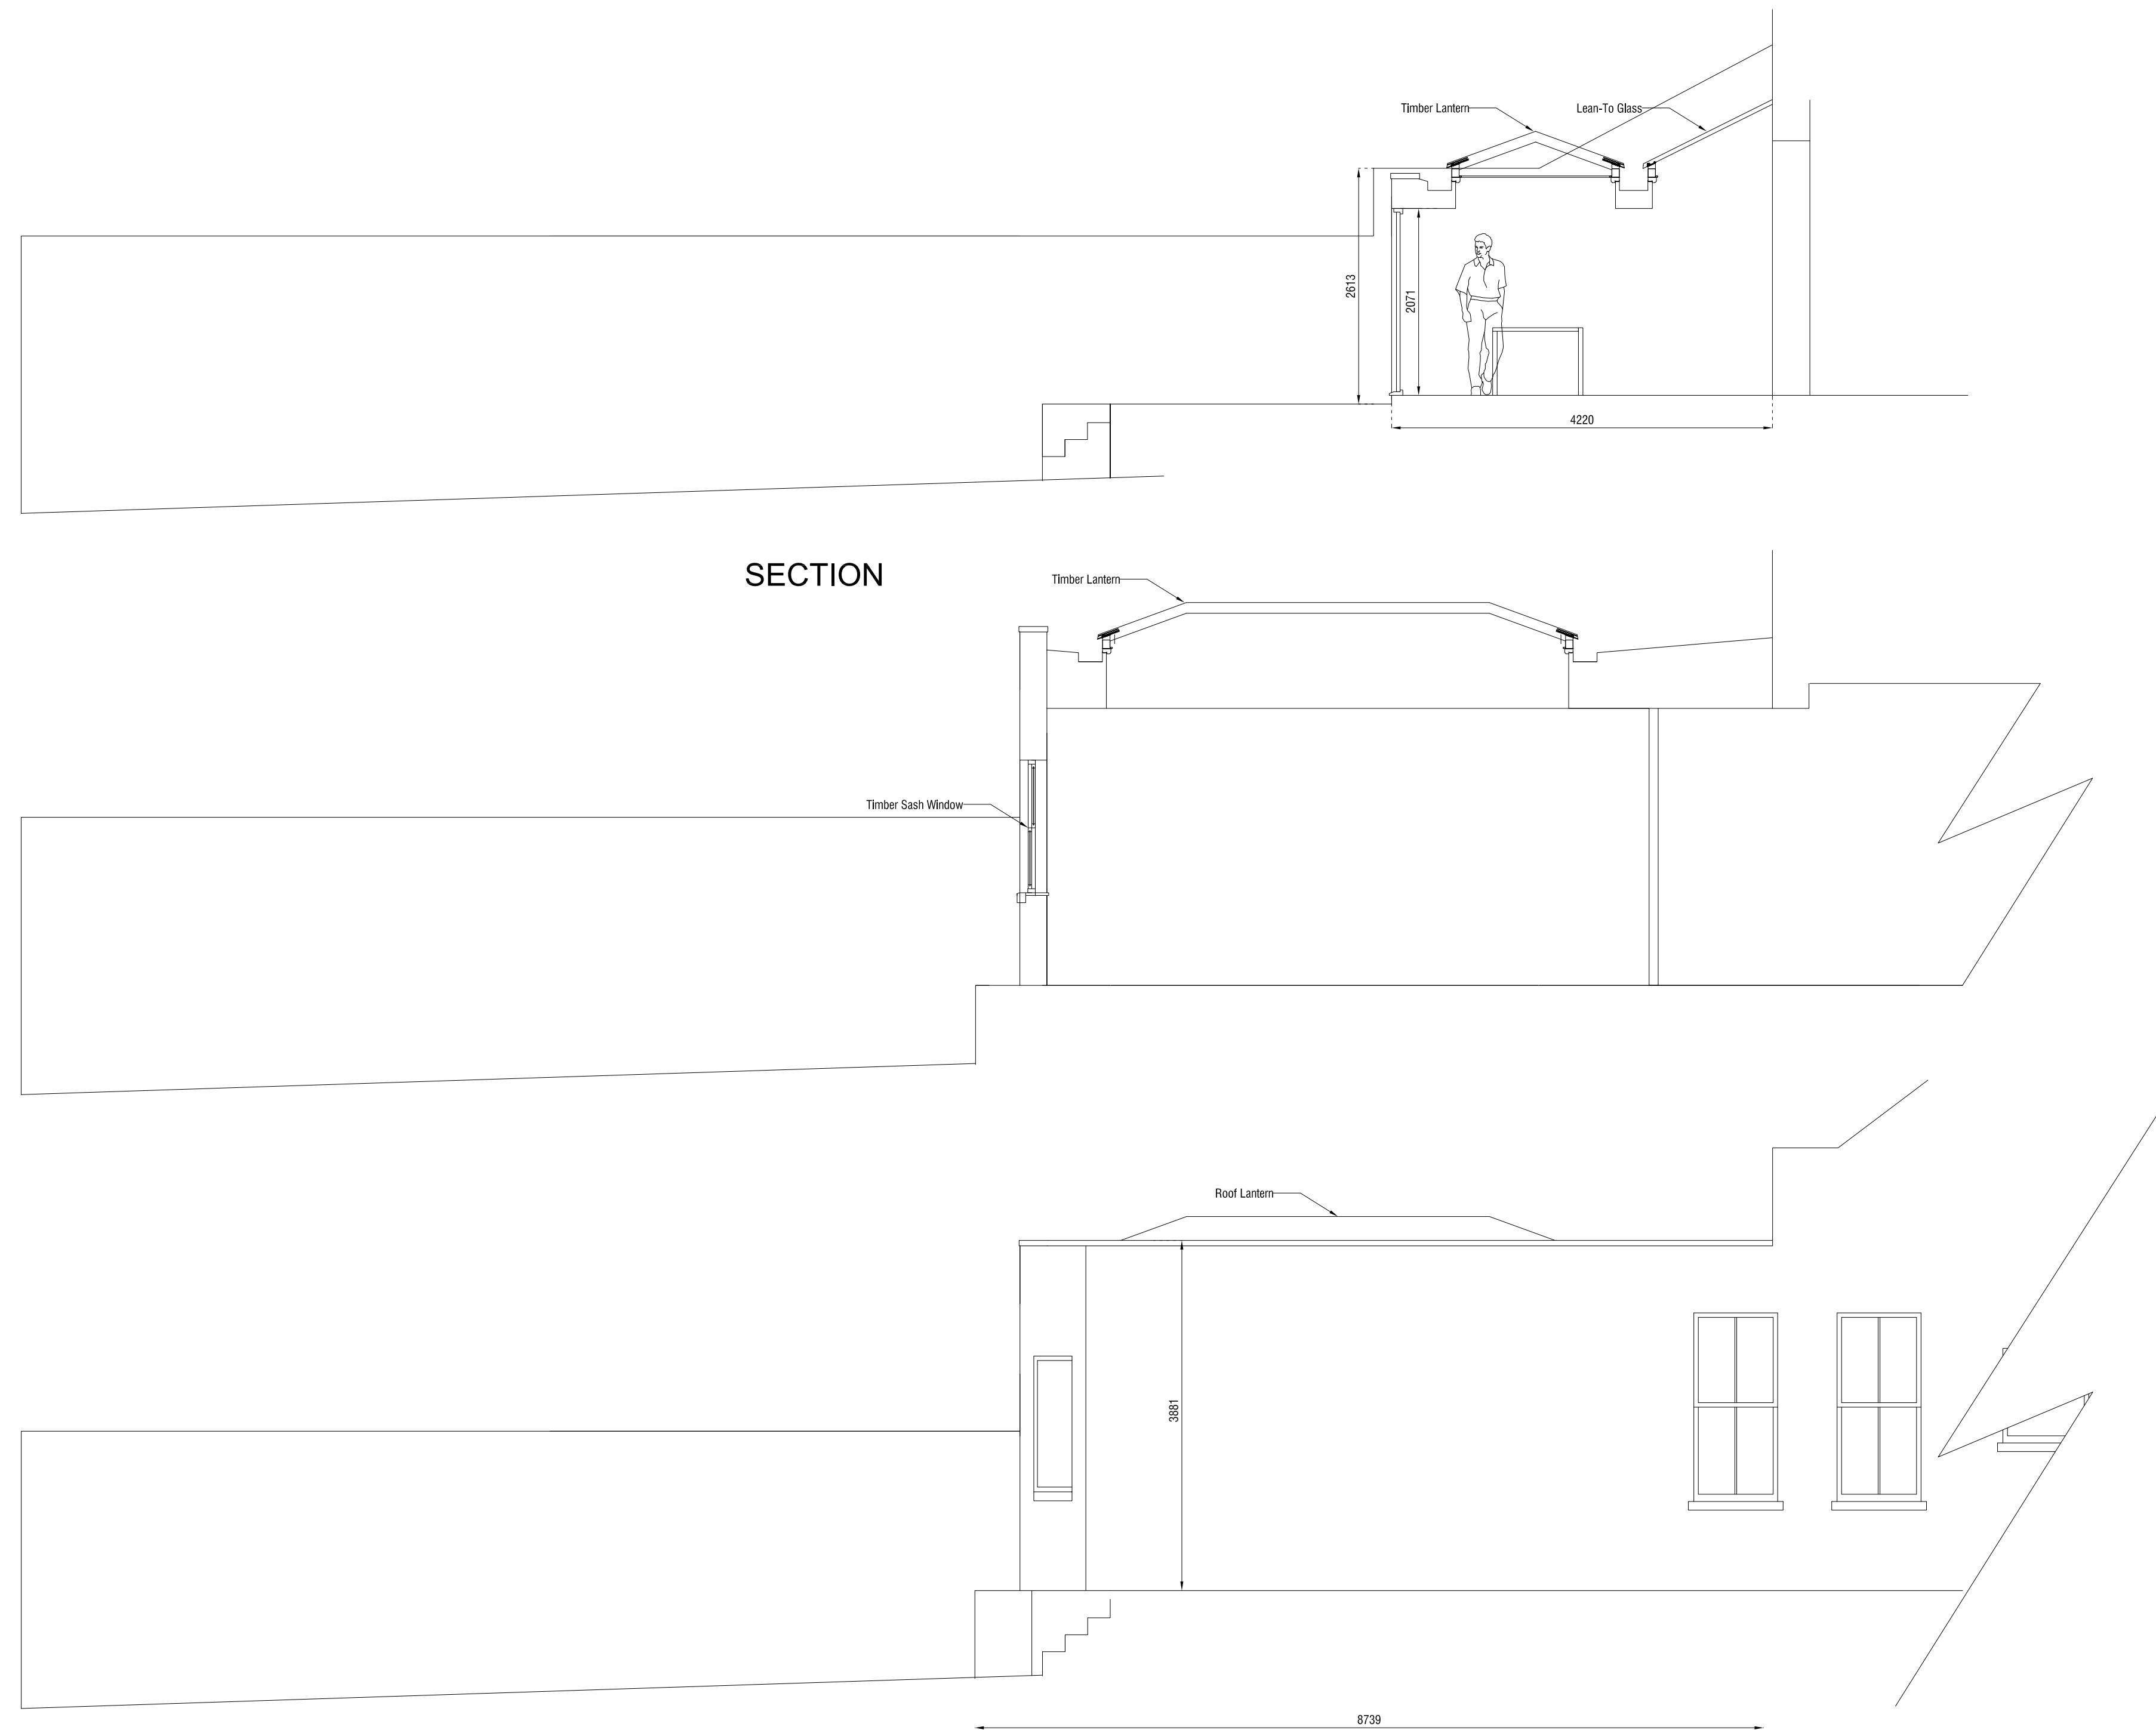 Timber Lantern
Lean-To Glass
2613
2071
4220
SECTION
Timber Lantern
Timber Sash Window
Roof Lantern
3881
8739